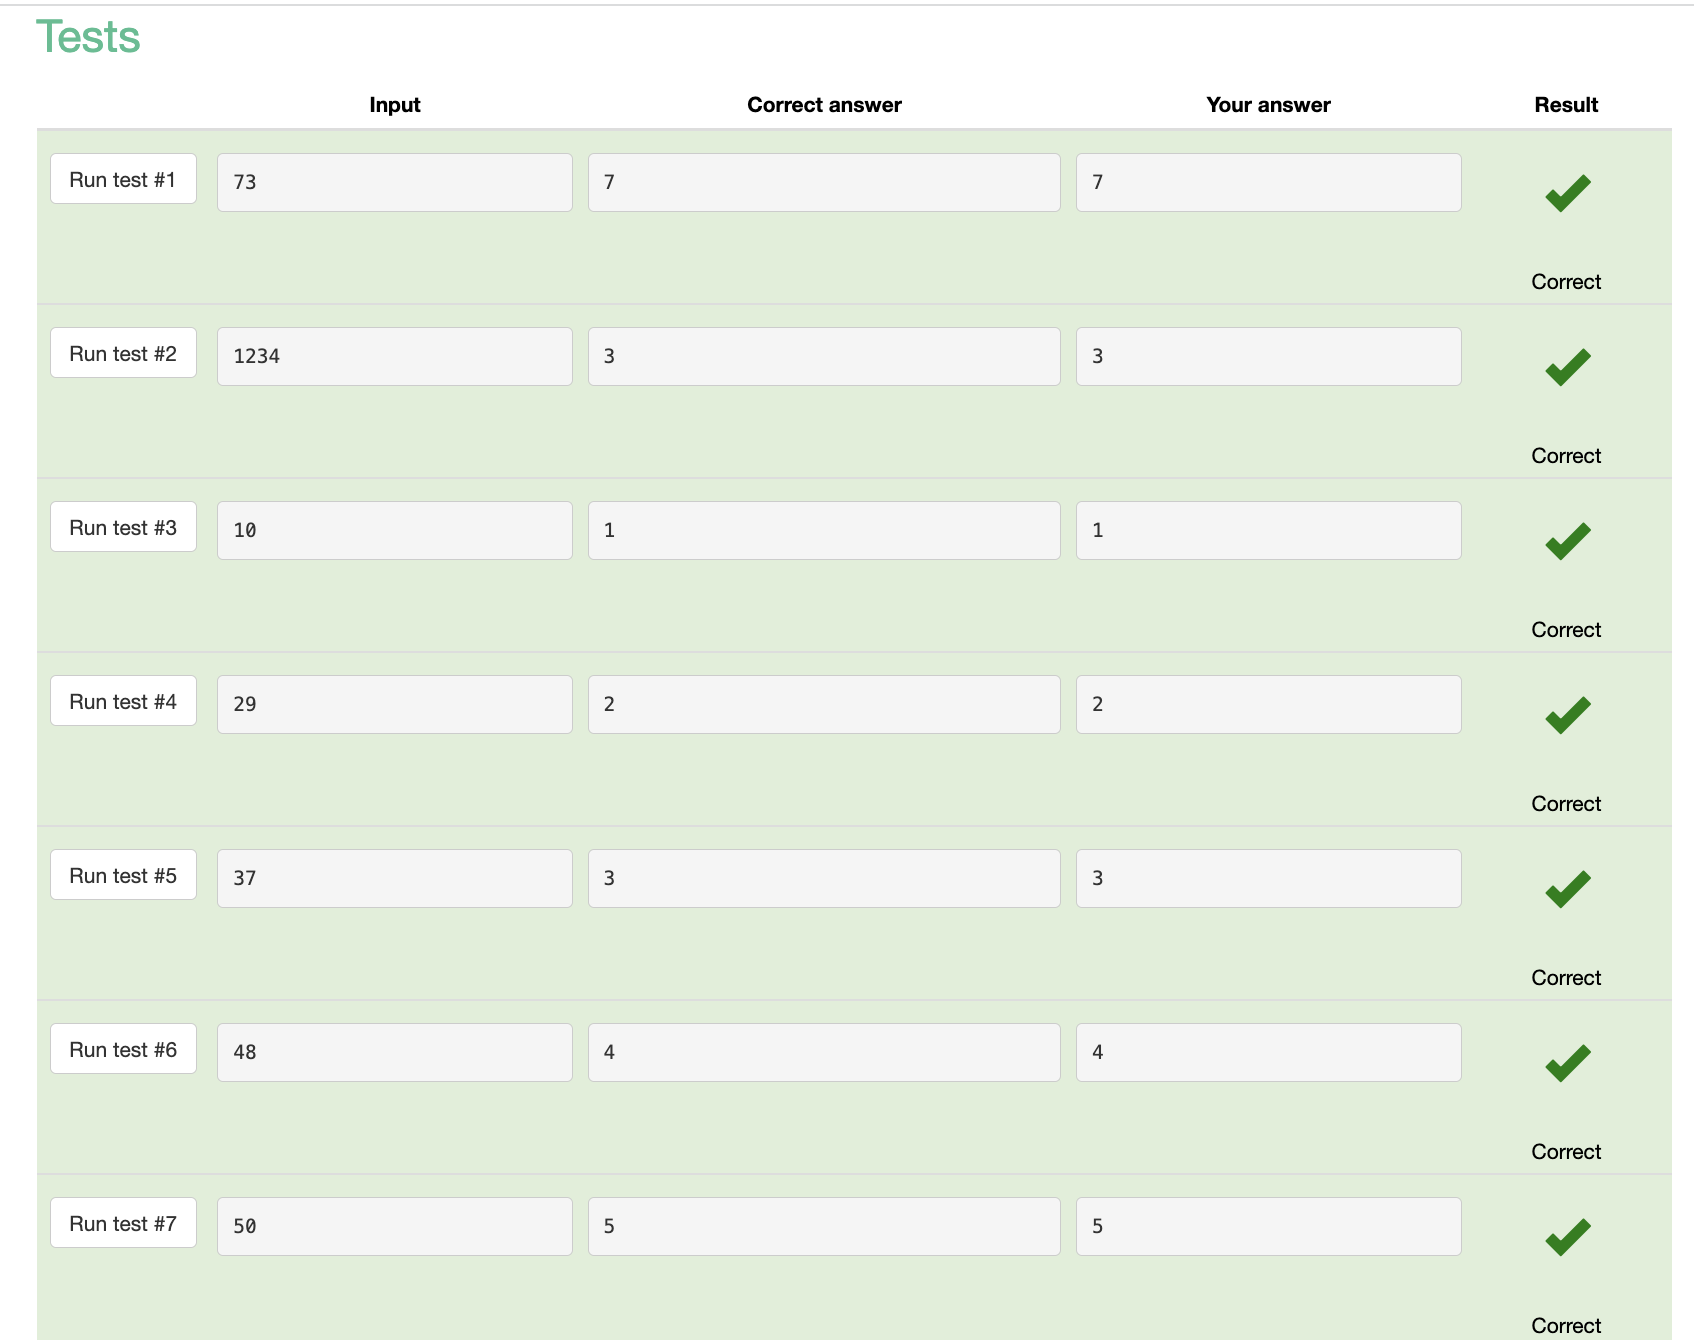 Tests
Input Correct answer Your answer Result
Run test #1 73 7 7
Correct
Run test #2 1234 3 3
Correct
Run test #3 10 1 1
Correct
Run test #4 29 2 2
Correct
Run test #5 37 3 3
Correct
Run test #6 48 4 4
Correct
Run test #7 50 5 5
Correct